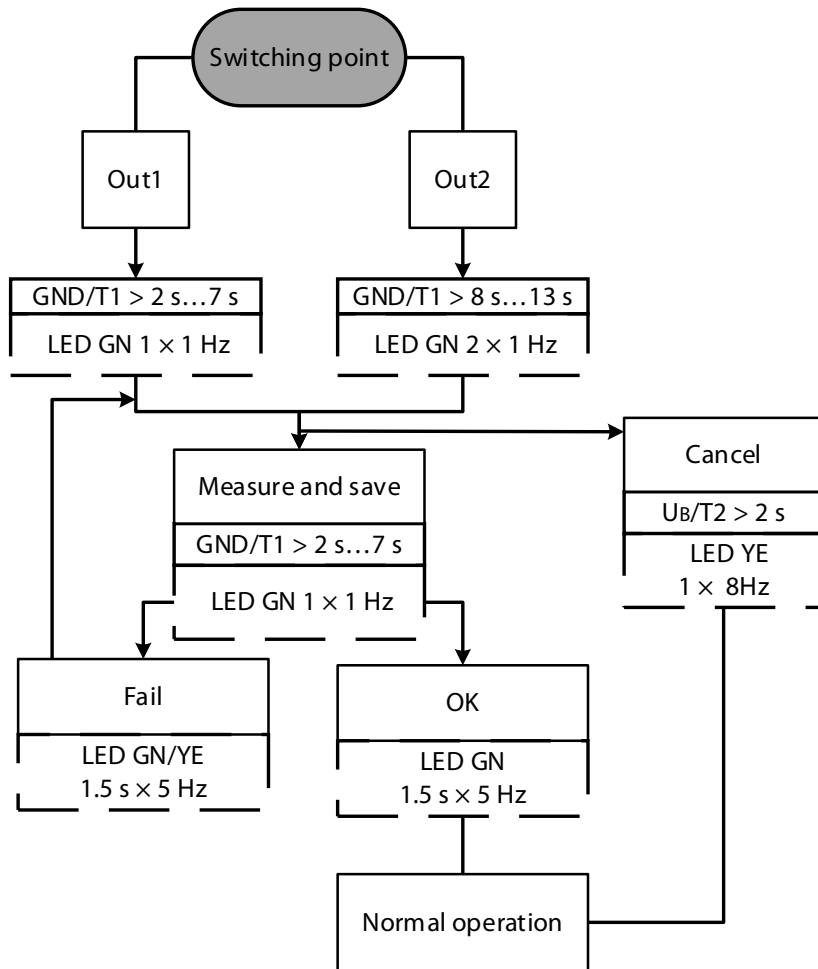 Switching point
Out1
Out2
GND/T1 > 2 s…7 s
LED GN 1 × 1 Hz
GND/T1 > 8 s…13 s
LED GN 2 × 1 Hz
Measure and save
GND/T1 > 2 s…7 s
LED GN 1 × 1 Hz
Cancel
UB/T2 > 2 s
LED YE
1 × 8Hz
Fail
LED GN/YE
1.5 s × 5 Hz
OK
LED GN
1.5 s × 5 Hz
Normal operation